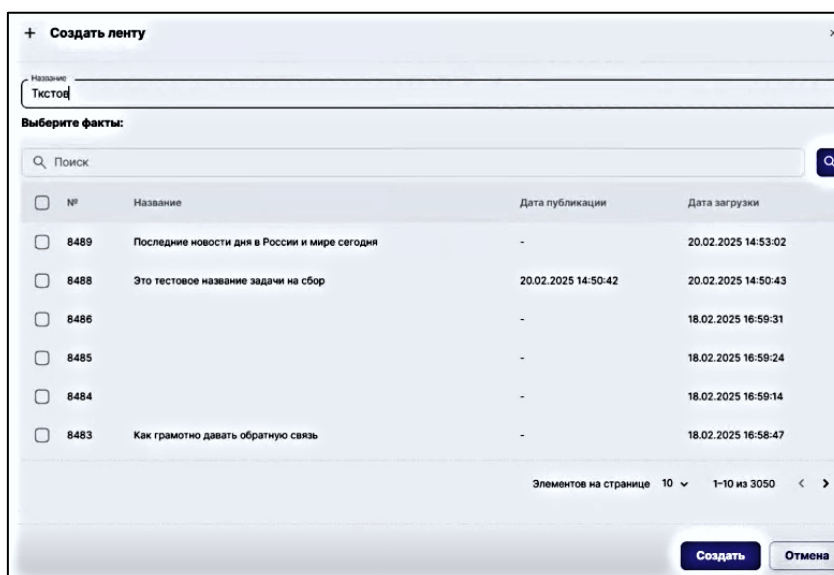 + Создать ленту ×
Название
Ткстов
Выберите факты:
Поиск
№ Название Дата публикации Дата загрузки
8489 Последние новости дня в России и мире сегодня - 20.02.2025 14:53:02
8488 Это тестовое название задачи на сбор 20.02.2025 14:50:42 20.02.2025 14:50:43
8486 - 18.02.2025 16:59:31
8485 - 18.02.2025 16:59:24
8484 - 18.02.2025 16:59:14
8483 Как грамотно давать обратную связь - 18.02.2025 16:58:47
Элементов на странице 10 1-10 из 3050 < >
Создать Отмена